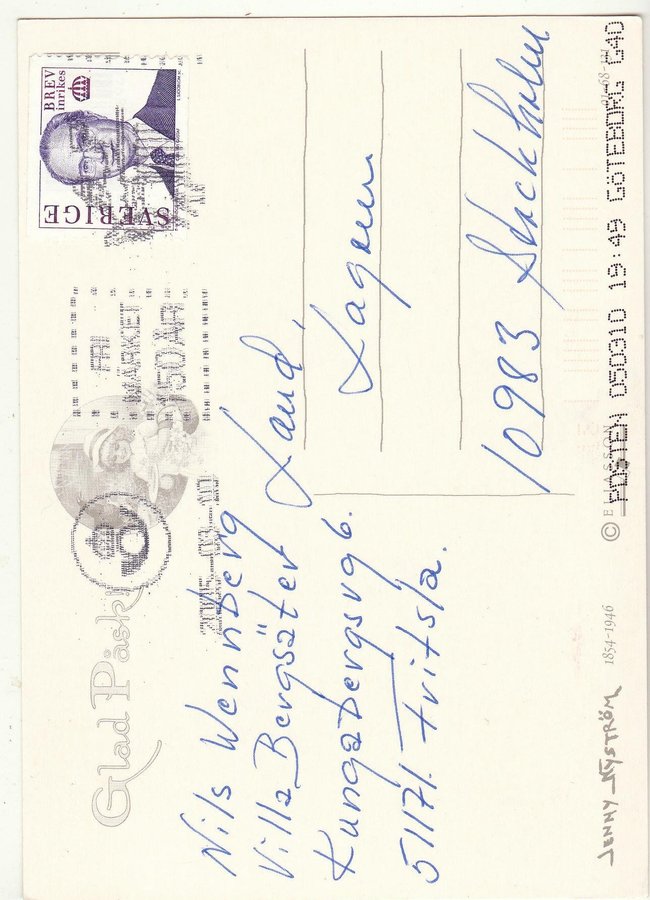 Glad Påsk!
BREV
inrikes
SVERIGE
Nils Wennberg
Villa Bergsäter
Kungabergsvg 6.
51171. Fritsla.
Land,
Lagrum
10983 Stockholm
POSTEN 050310 19:49 GÖTEBORG G40
©
1854-1946
JENNY NYSTRÖM